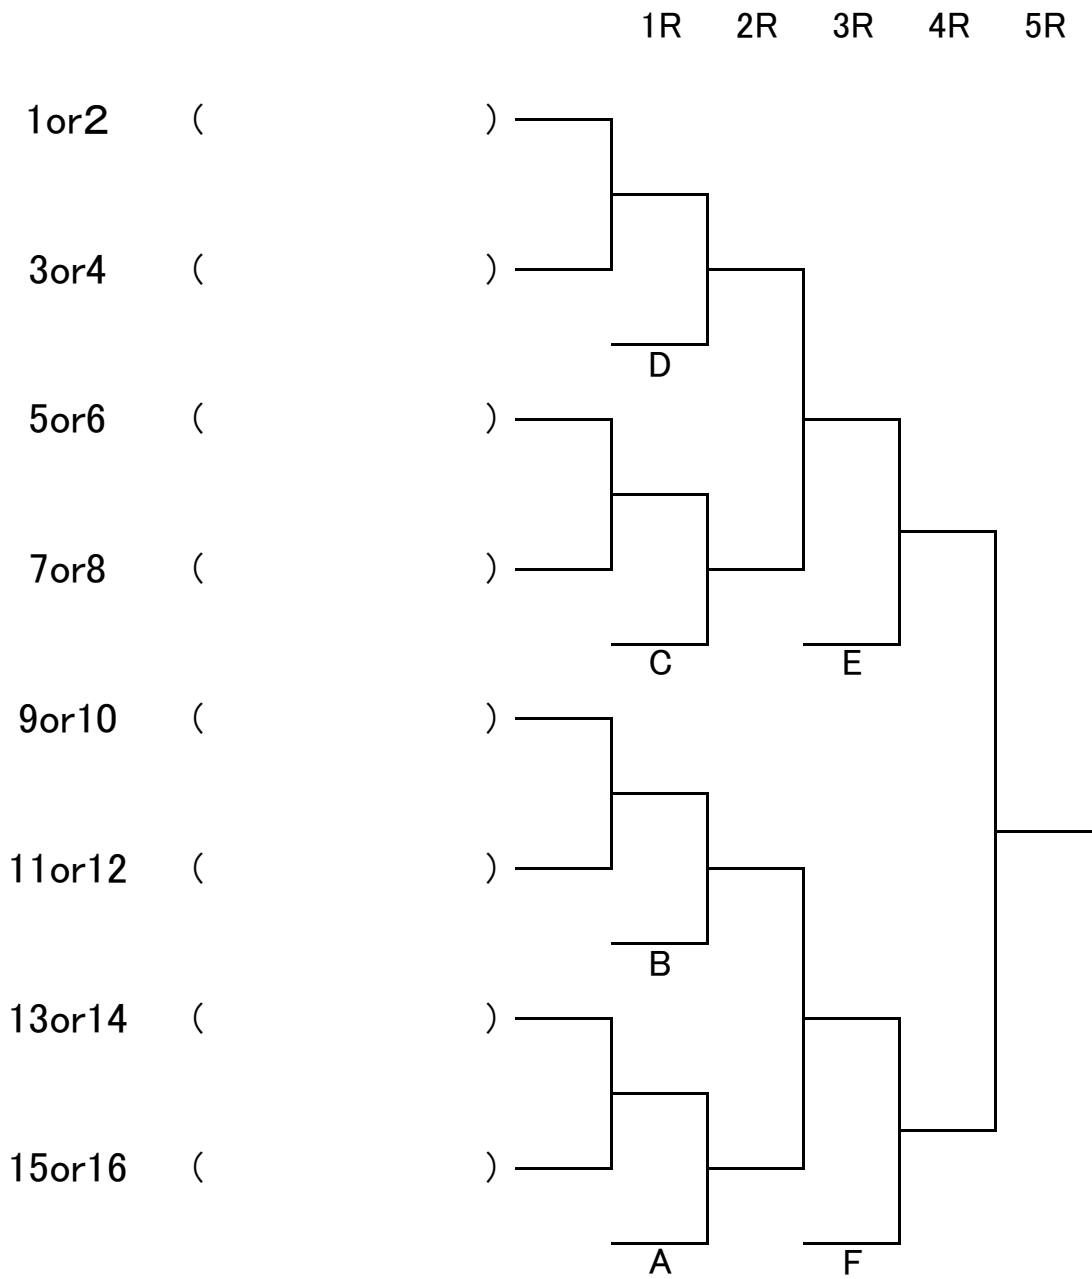 1R 2R 3R 4R 5R
1or2 ( )
3or4 ( )
D
5or6 ( )
7or8 ( )
C E
9or10 ( )
11or12 ( )
B
13or14 ( )
15or16 ( )
A F